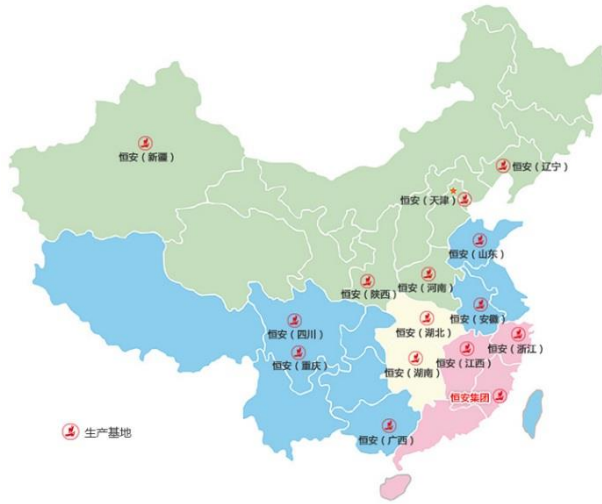 恒安（新疆）
恒安（辽宁）
恒安（天津）
恒安（山东）
恒安（陕西）
恒安（河南）
恒安（安徽）
恒安（四川）
恒安（湖北）
恒安（浙江）
恒安（重庆）
恒安（湖南）
恒安（江西）
恒安集团
恒安（广西）
生产基地